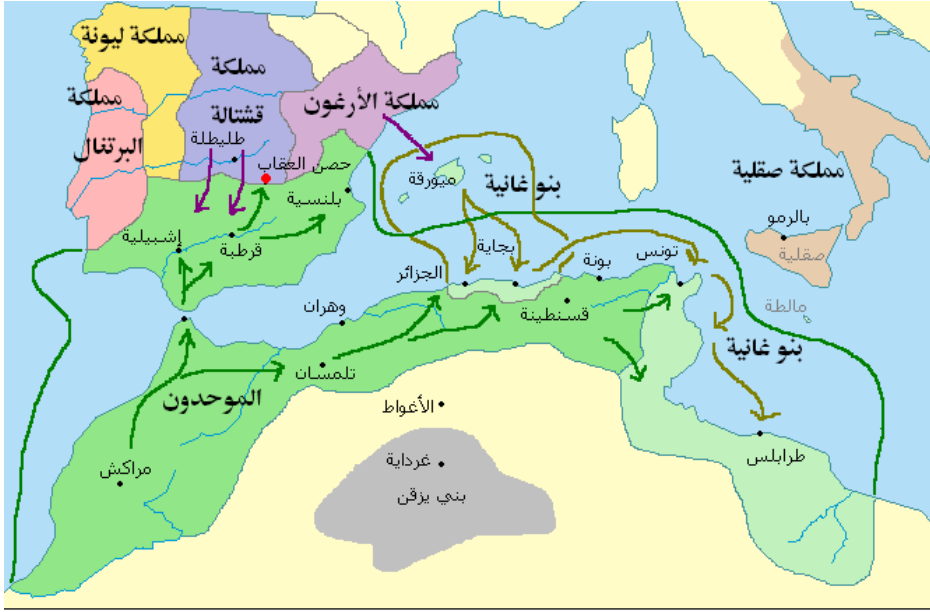 مملكة ليونة
مملكة
قشتالة
مملكة الأرغون
مملكة
البرتنال
طليطلة
حصن العقاب
بلنسية
قرطبة
إشبيلية
ميورقة
بنو غانية
مملكة صقلية
بالرمو
صقلية
مالطة
بجاية
الجزائر
بونة
تونس
وهران
قسنطينة
بنو غانية
تلمسان
الموحدون
الأغواط
مراكش
غرداية
بني يزقن
طرابلس